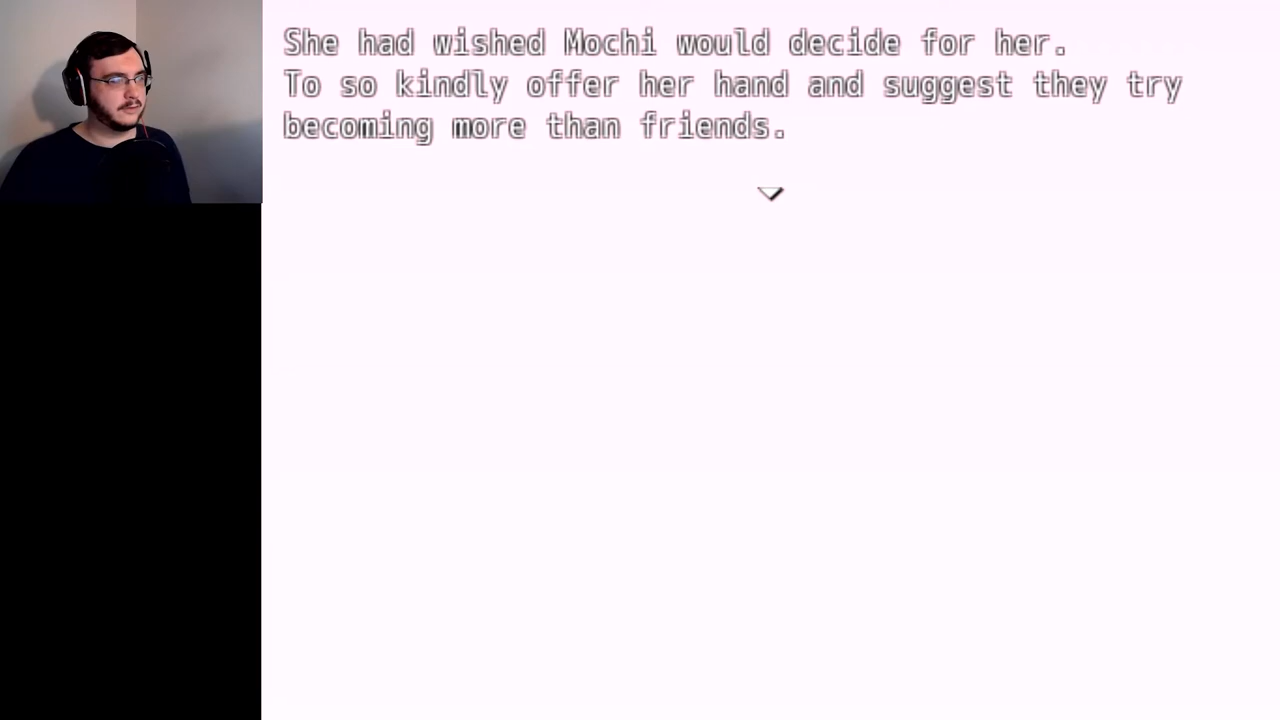 She had wished Mochi would decide for her.
To so kindly offer her hand and suggest they try
becoming more than friends.